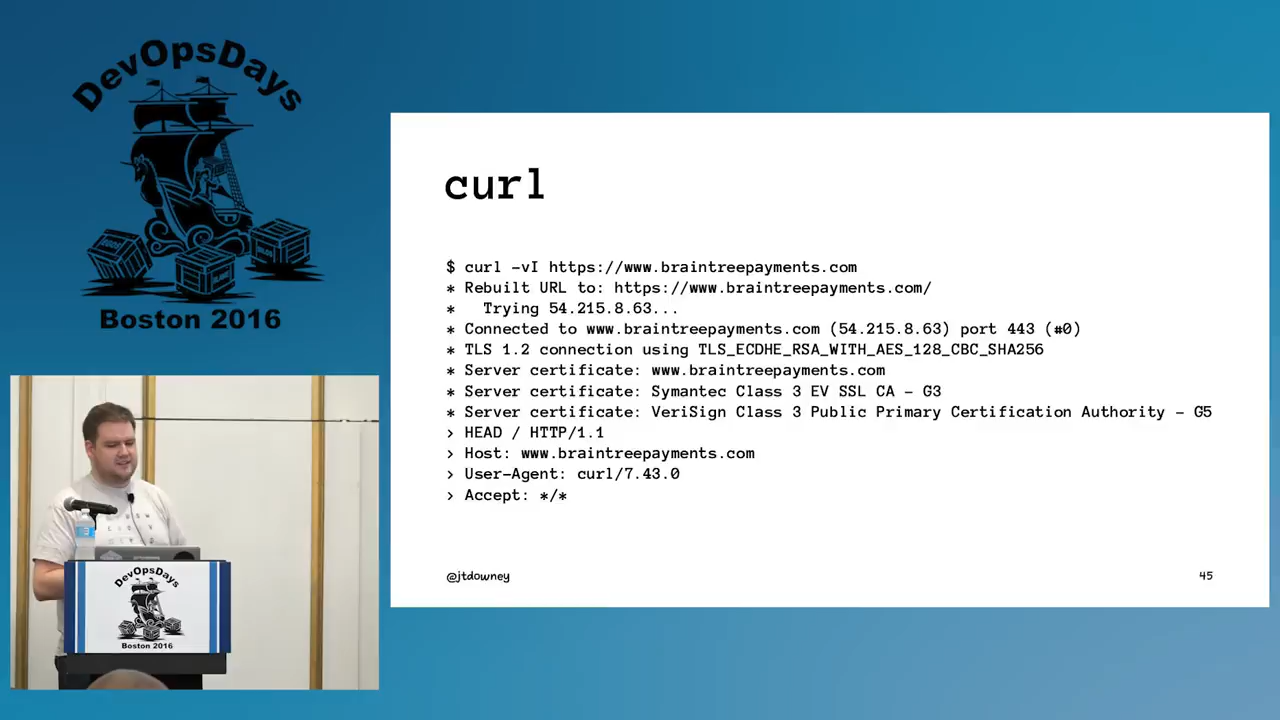 DevOpsDays
Boston 2016
curl
$ curl -vI https://www.braintreepayments.com
* Rebuilt URL to: https://www.braintreepayments.com/
*   Trying 54.215.8.63...
* Connected to www.braintreepayments.com (54.215.8.63) port 443 (#0)
* TLS 1.2 connection using TLS_ECDHE_RSA_WITH_AES_128_CBC_SHA256
* Server certificate: www.braintreepayments.com
* Server certificate: Symantec Class 3 EV SSL CA - G3
* Server certificate: VeriSign Class 3 Public Primary Certification Authority - G5
> HEAD / HTTP/1.1
> Host: www.braintreepayments.com
> User-Agent: curl/7.43.0
> Accept: */*
@jtdowney
45
DevOpsDays
Boston 2016